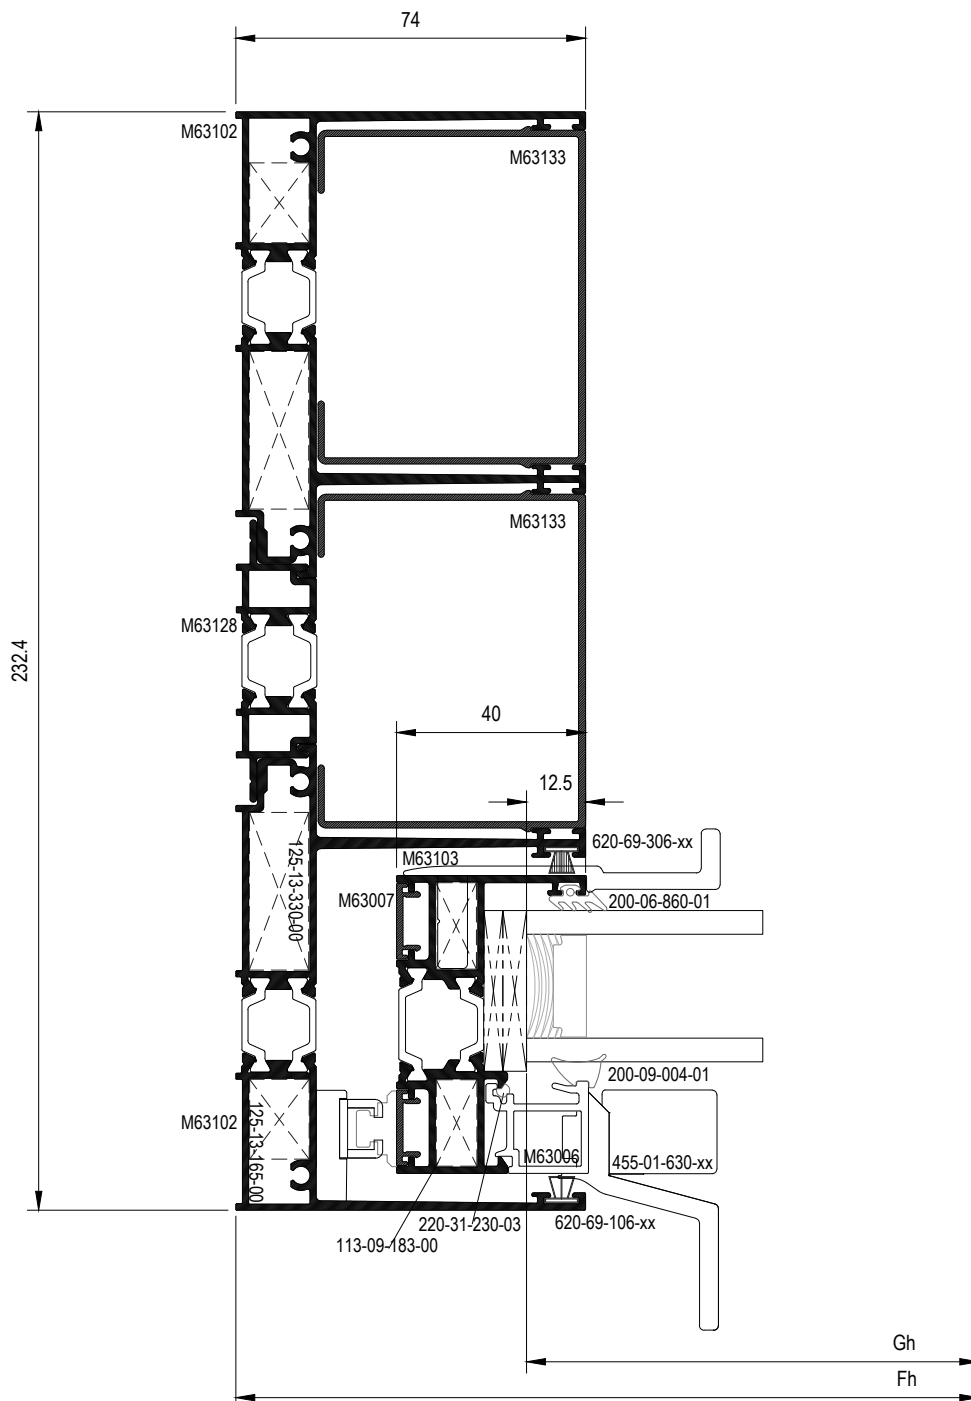 74
M63102
M63133
M63133
M63128
232.4
40
12.5
620-69-306-xx
M63103
125-13-330-00
M63007
200-06-860-01
200-09-004-01
M63102
125-13-165-00
M63006
455-01-630-xx
220-31-230-03
620-69-106-xx
113-09-183-00
Gh
Fh